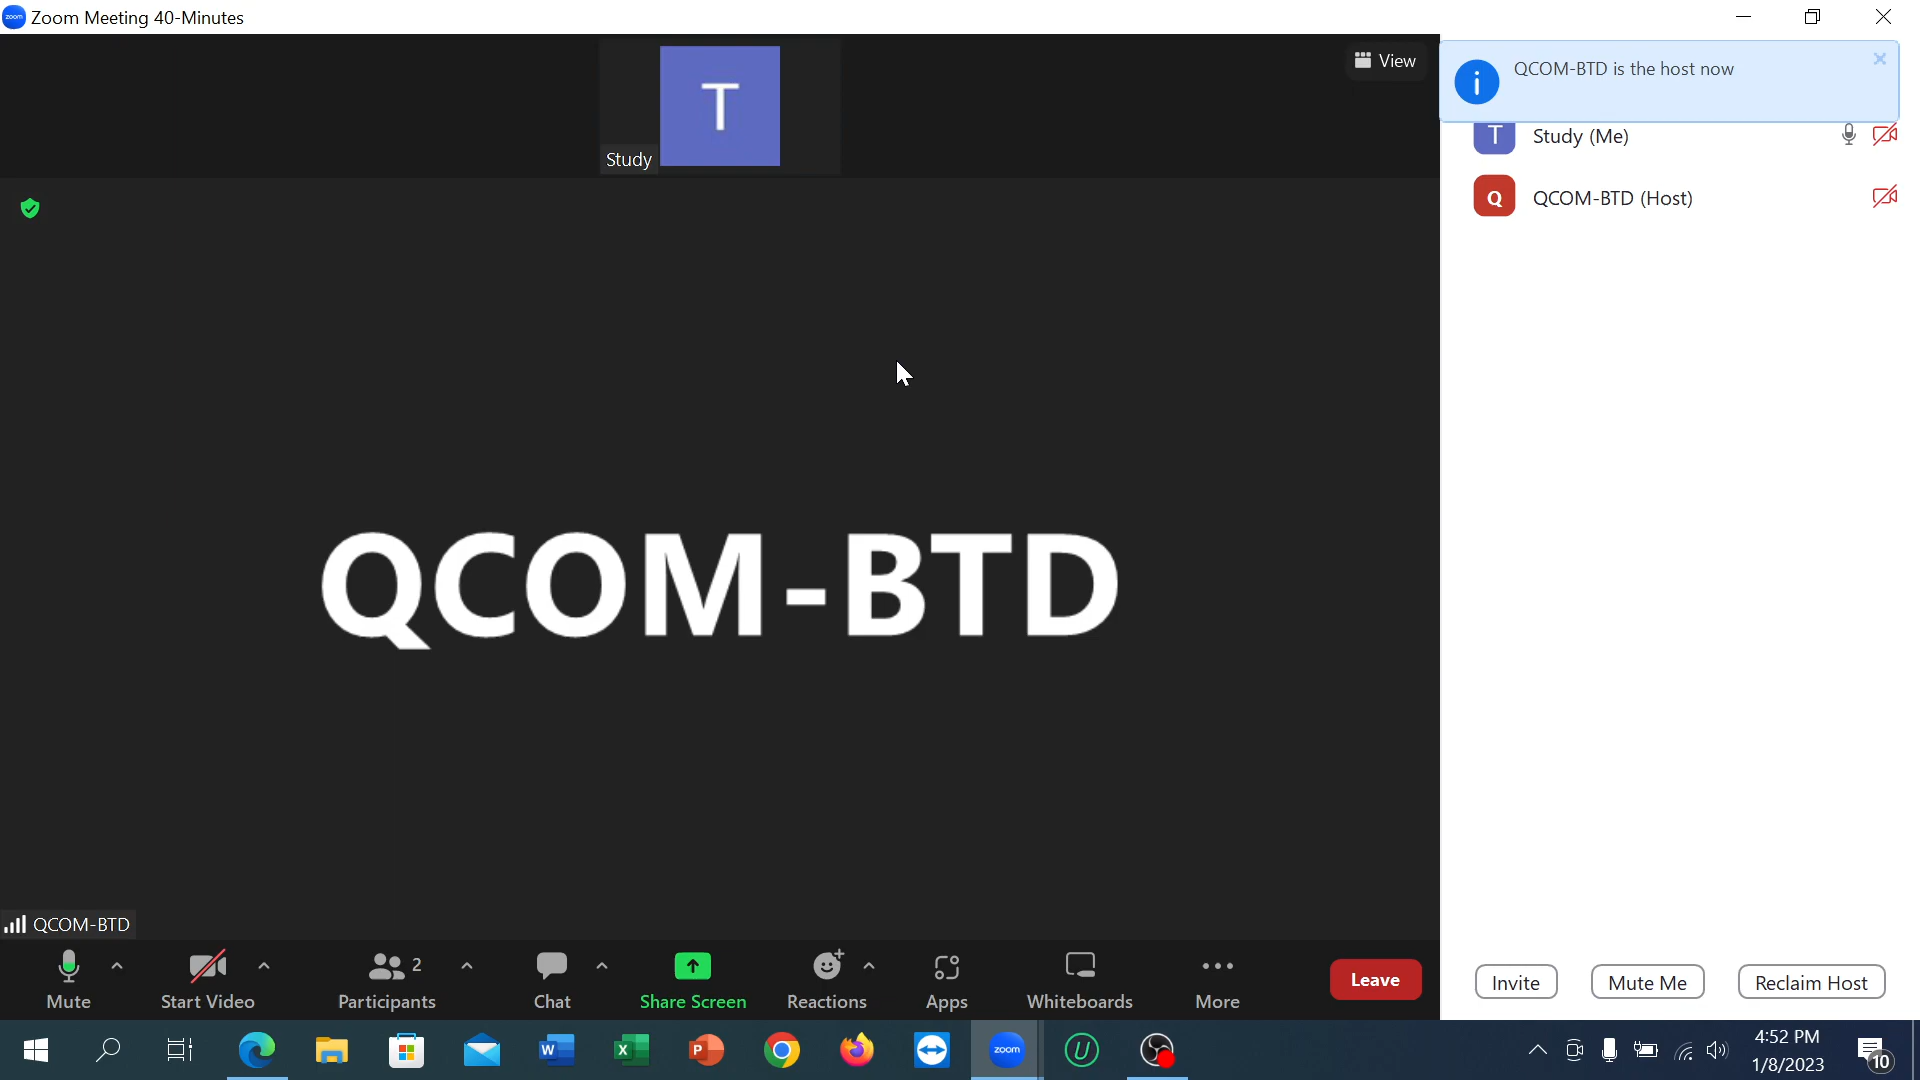 zoom Zoom Meeting 40-Minutes
T
Study
View
QCOM-BTD is the host now
T Study (Me)
Q QCOM-BTD (Host)
QCOM-BTD
QCOM-BTD
Mute
Start Video
2
Participants
Chat
Share Screen
Reactions
Apps
Whiteboards
More
Leave
Invite
Mute Me
Reclaim Host
W
X
P
zoom
U
4:52 PM
1/8/2023
10